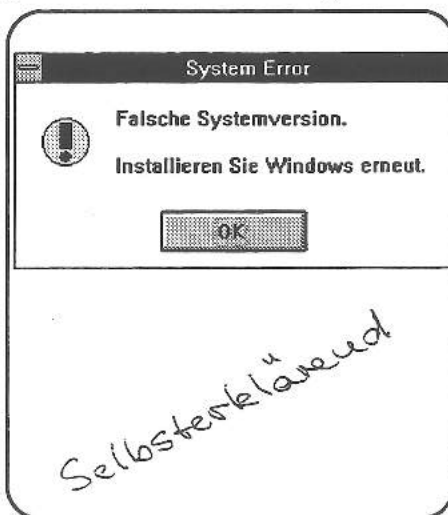 System Error
Falsche Systemversion.
Installieren Sie Windows erneut.
OK
Selbsterklärend